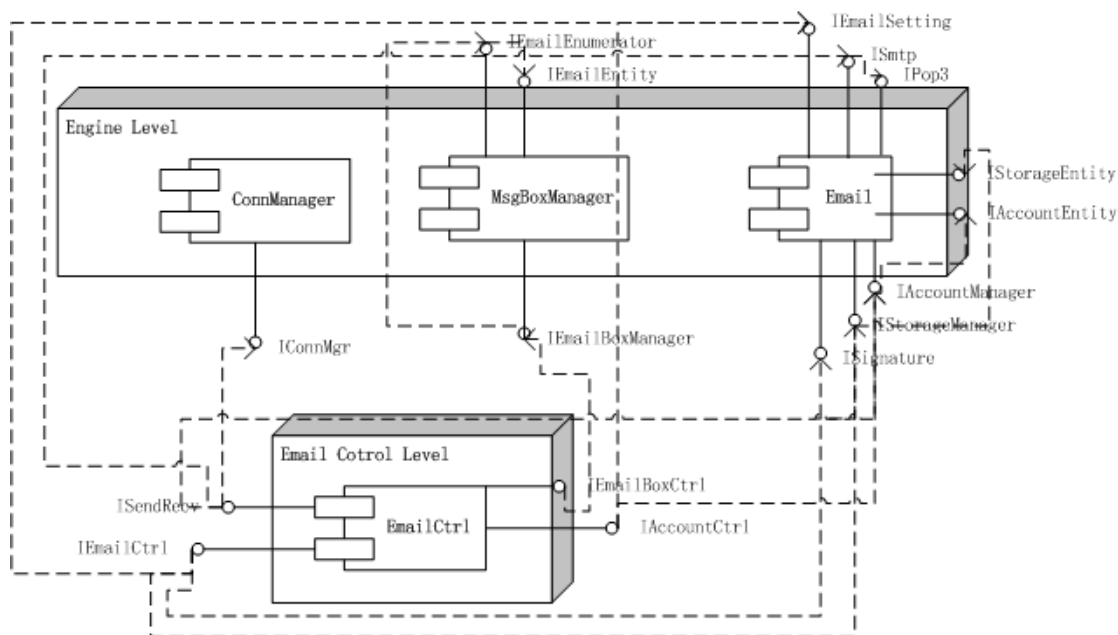 IEmailSetting
IEmailEnumerator
ISmtp
IEmailEntity
IPop3
Engine Level
ConnManager
MsgBoxManager
Email
IStorageEntity
IAccountEntity
IAccountManager
IStorageManager
IConnMgr
IEmailBoxManager
ISignature
Email Cotrol Level
IEmailBoxCtrl
ISendRecv
EmailCtrl
IAccountCtrl
IEmailCtrl